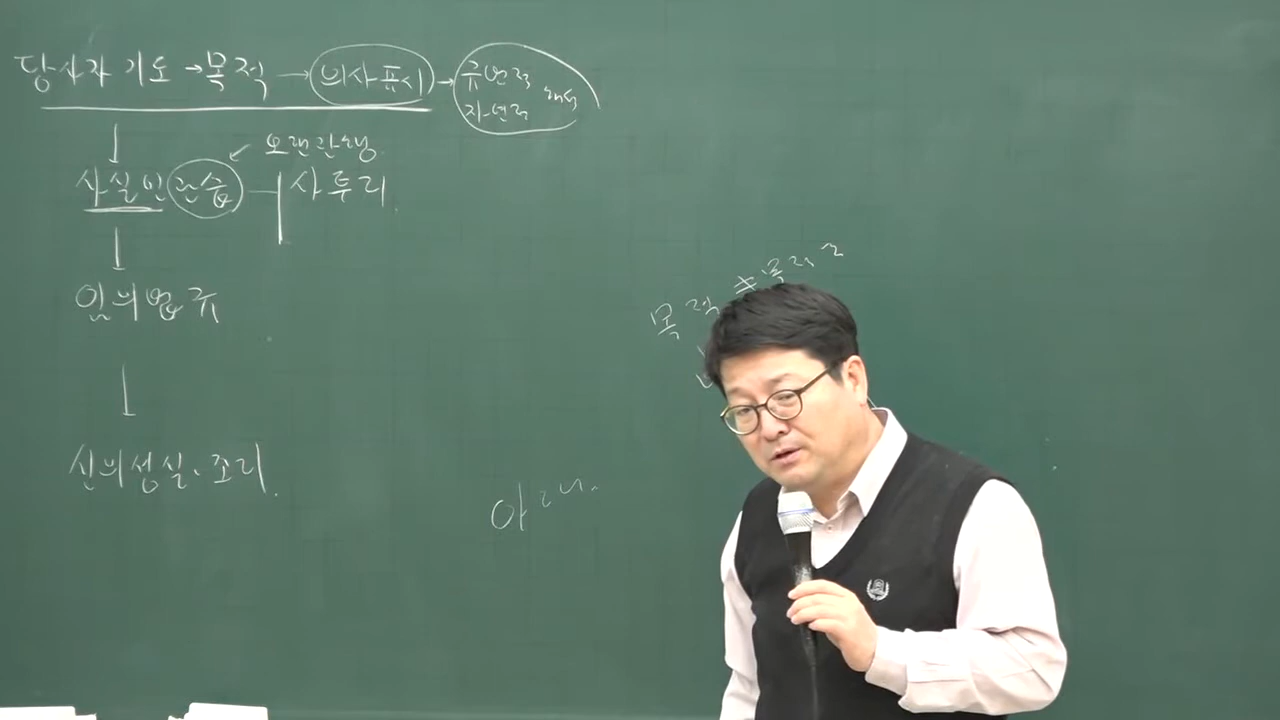 당사자 기도 → 목적 → 의사표시 → 규범적
자연적 해석
오랜관행
사실인 관습 사투리
임의법규
신의성실, 조리.
목적 ≠